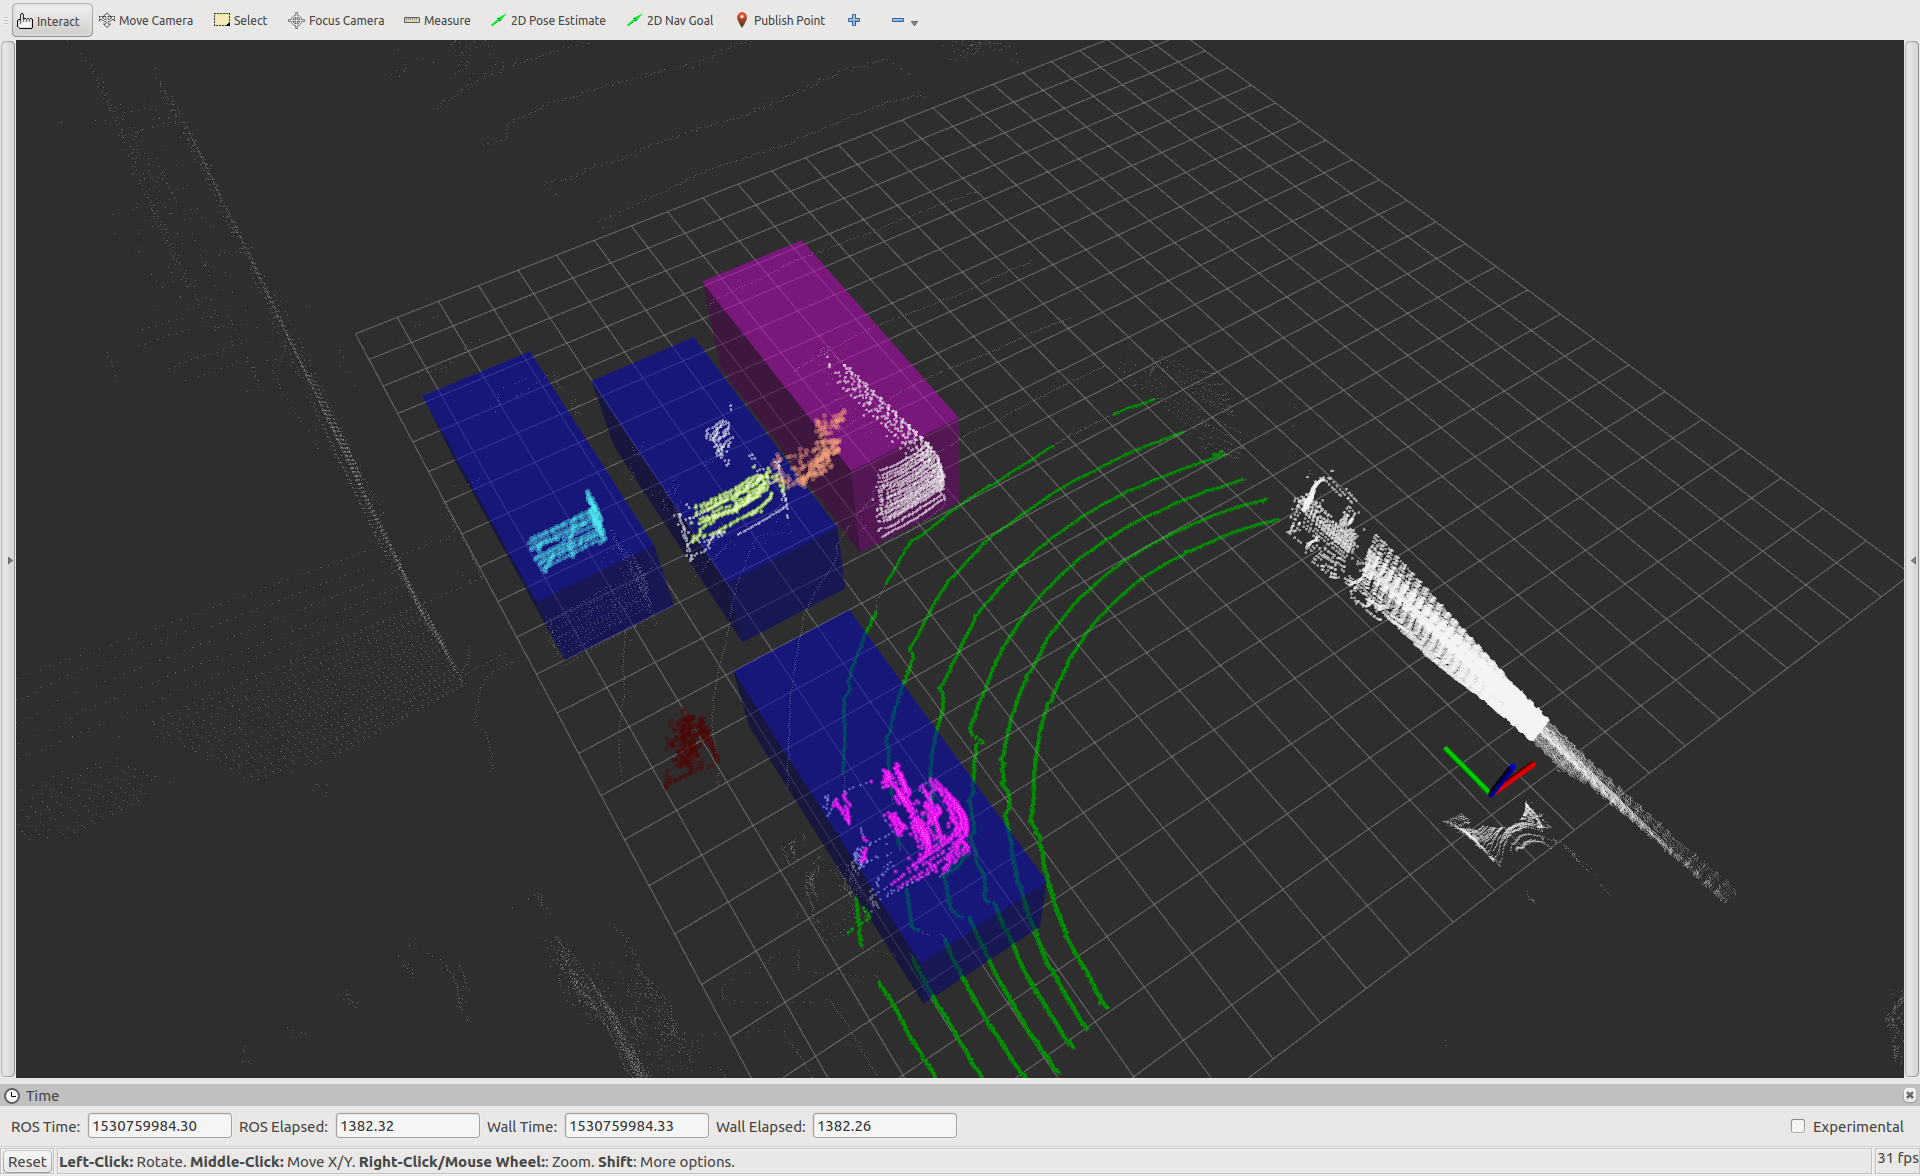 Interact Move Camera Select Focus Camera Measure 2D Pose Estimate 2D Nav Goal Publish Point
Time
ROS Time: 1530759984.30 ROS Elapsed: 1382.32 Wall Time: 1530759984.33 Wall Elapsed: 1382.26 Experimental
Reset Left-Click: Rotate. Middle-Click: Move X/Y. Right-Click/Mouse Wheel:: Zoom. Shift: More options. 31 fps